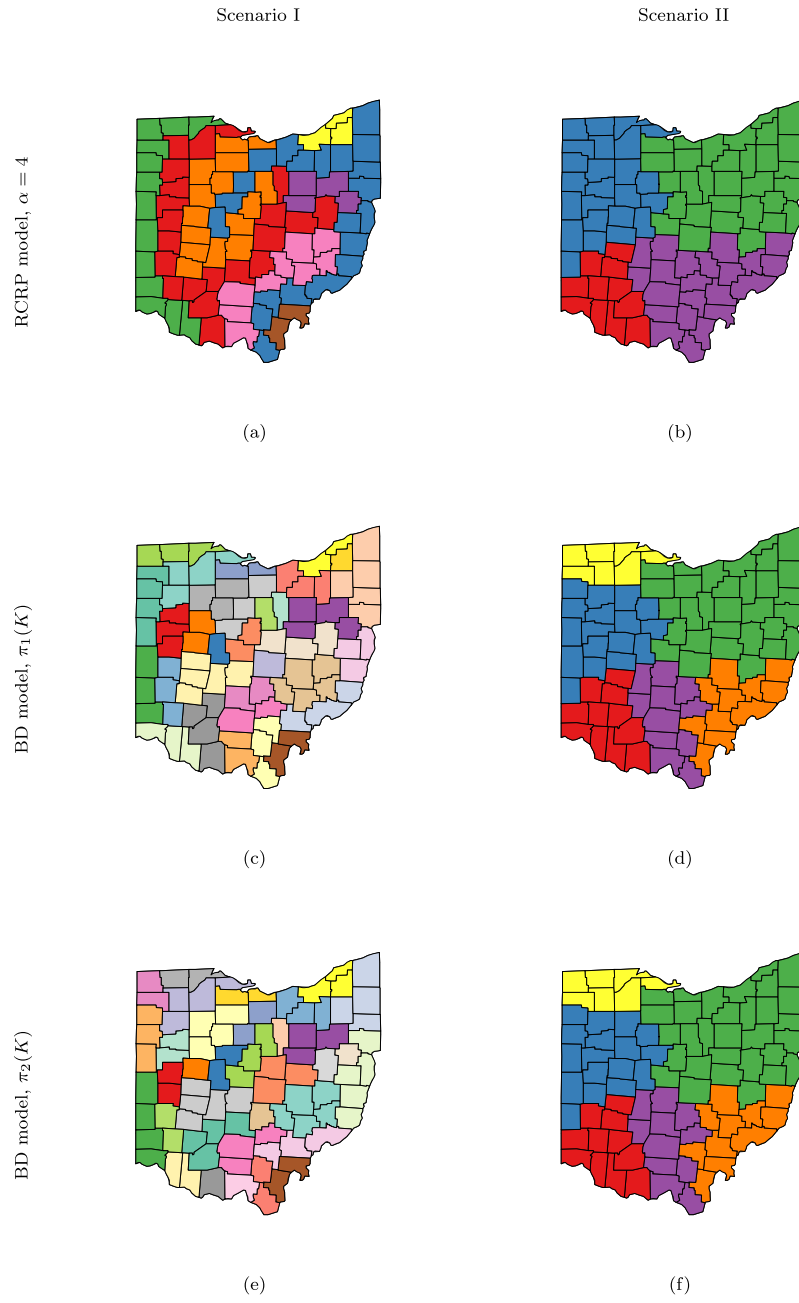 Scenario I
Scenario II
RCRP model, α = 4
(a)
(b)
BD model, π₁(K)
(c)
(d)
BD model, π₂(K)
(e)
(f)